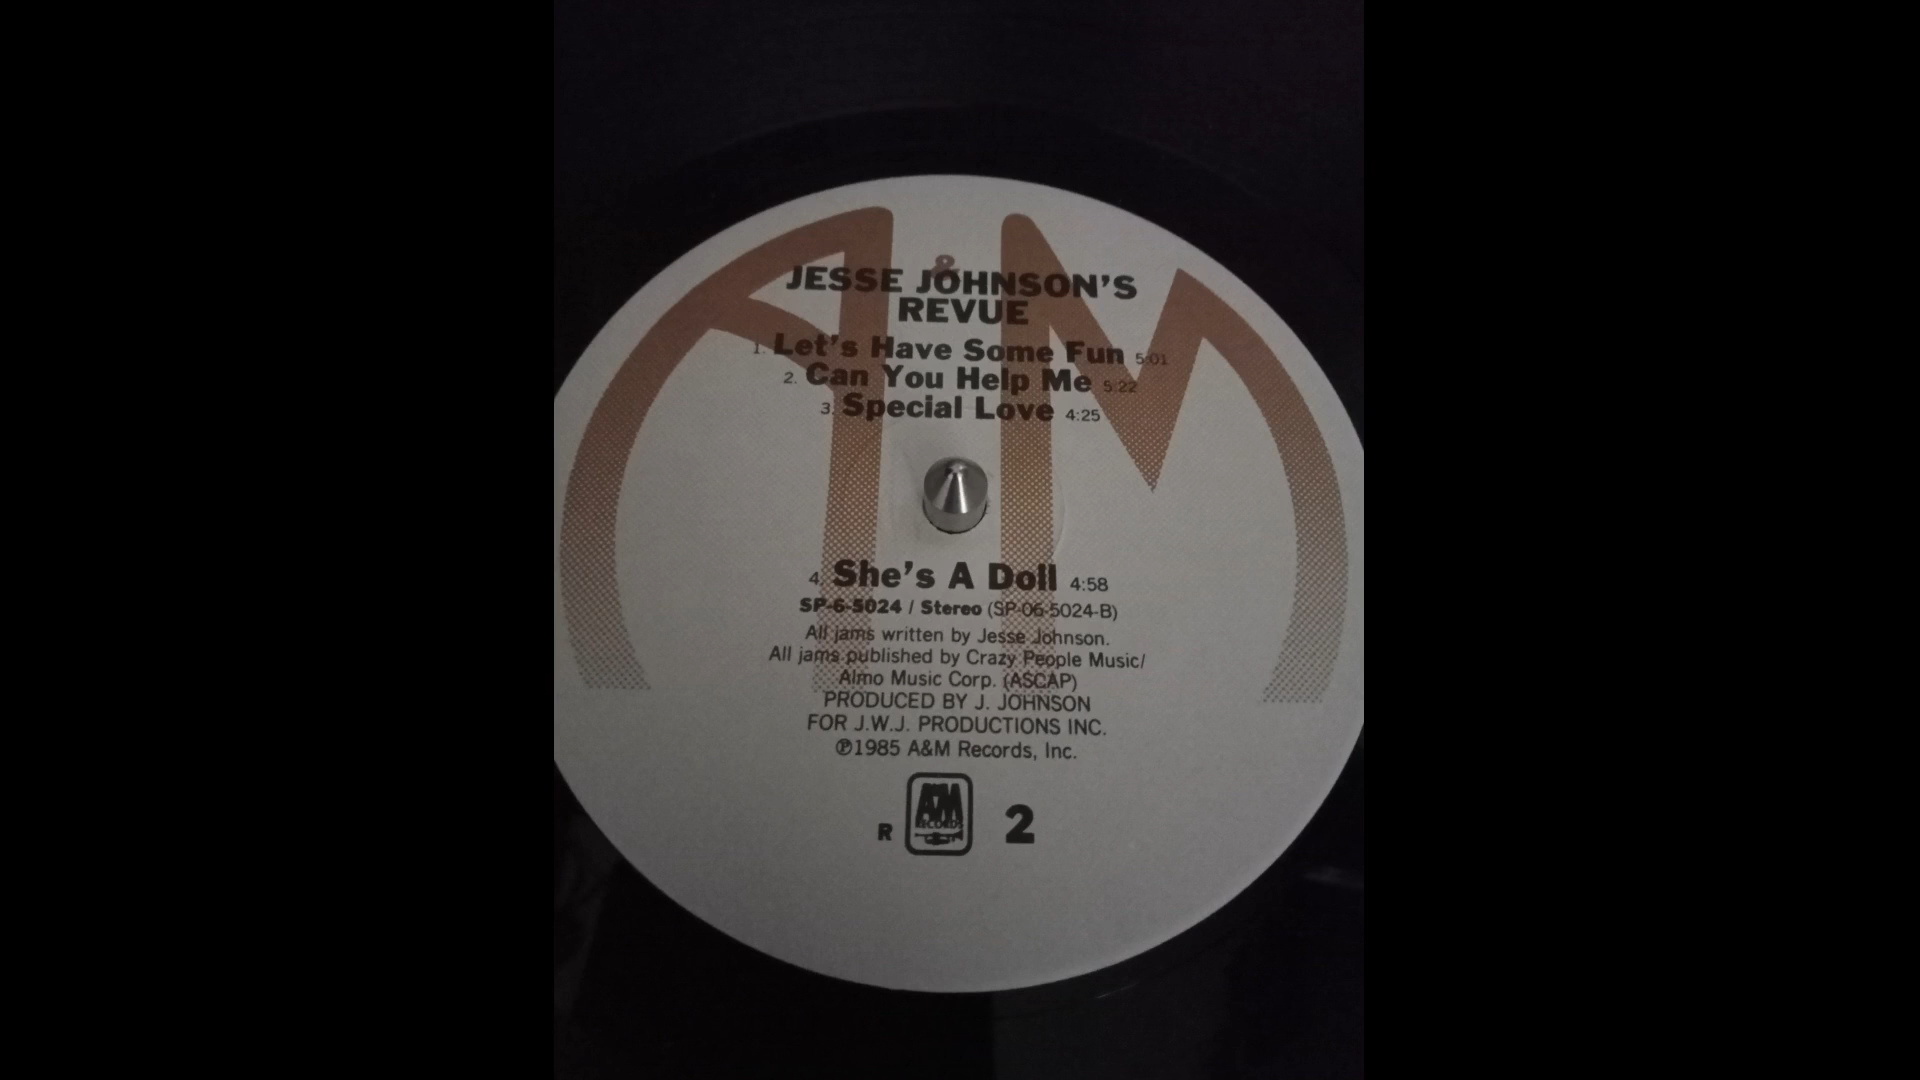 &
JESSE JOHNSON'S
REVUE
1. Let's Have Some Fun 5:01
2. Can You Help Me 5:22
3. Special Love 4:25
4. She's A Doll 4:58
SP-6-5024 / Stereo (SP-06-5024-B)
All jams written by Jesse Johnson.
All jams published by Crazy People Music/
Almo Music Corp. (ASCAP)
PRODUCED BY J. JOHNSON
FOR J.W.J. PRODUCTIONS INC.
℗1985 A&M Records, Inc.
R A&M RECORDS 2